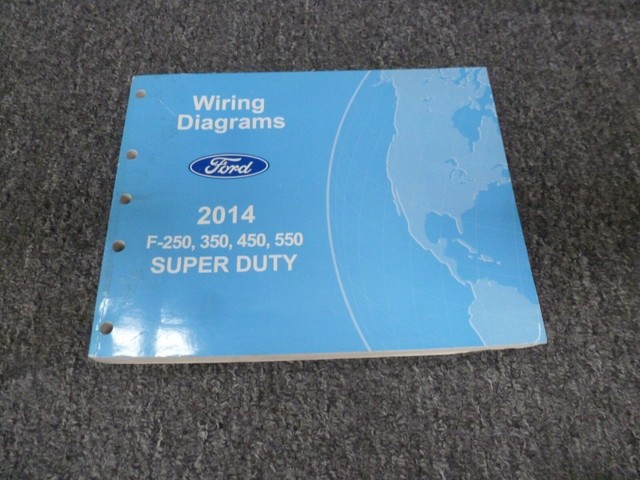 Wiring
Diagrams
Ford
2014
F-250, 350, 450, 550
SUPER DUTY